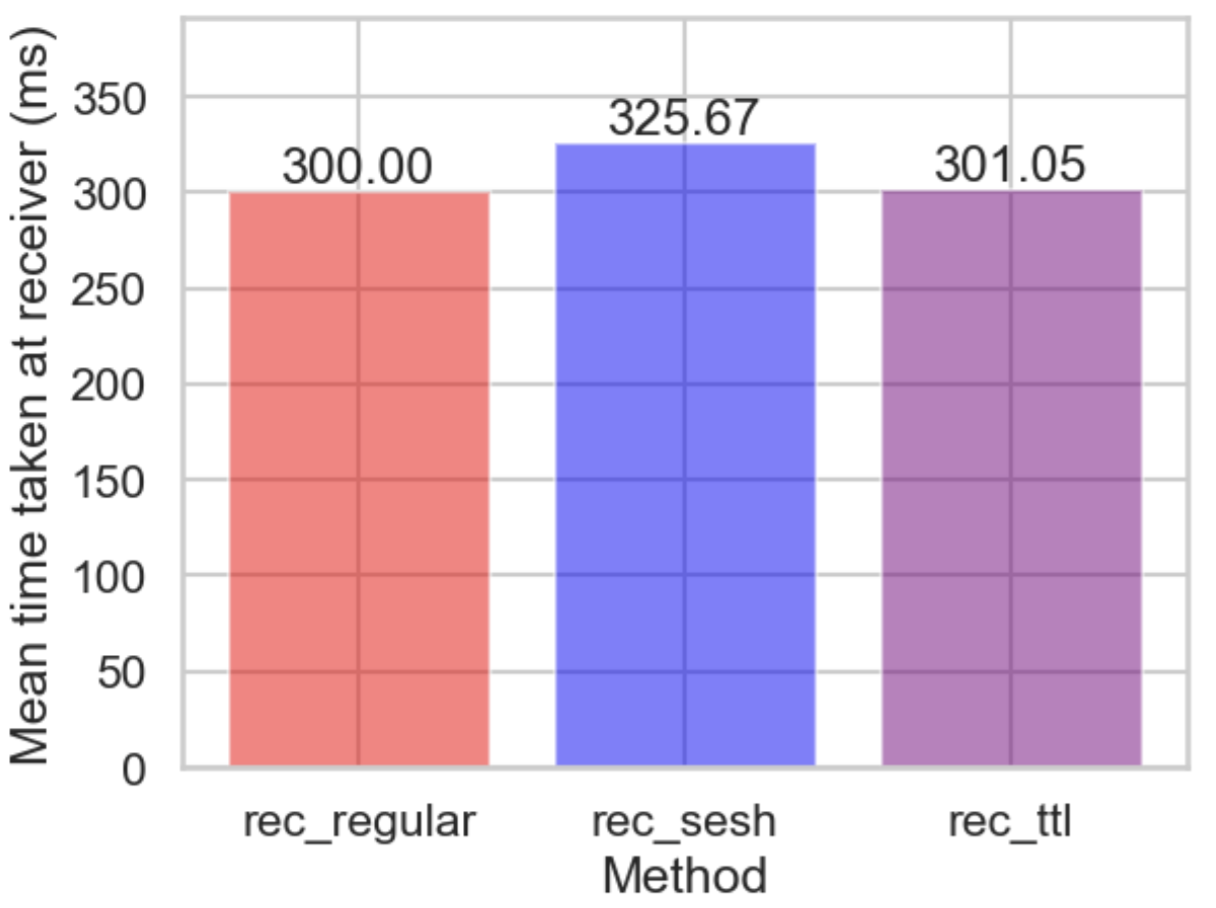 Mean time taken at receiver (ms)
350
300
250
200
150
100
50
0
300.00
325.67
301.05
rec_regular
rec_sesh
rec_ttl
Method